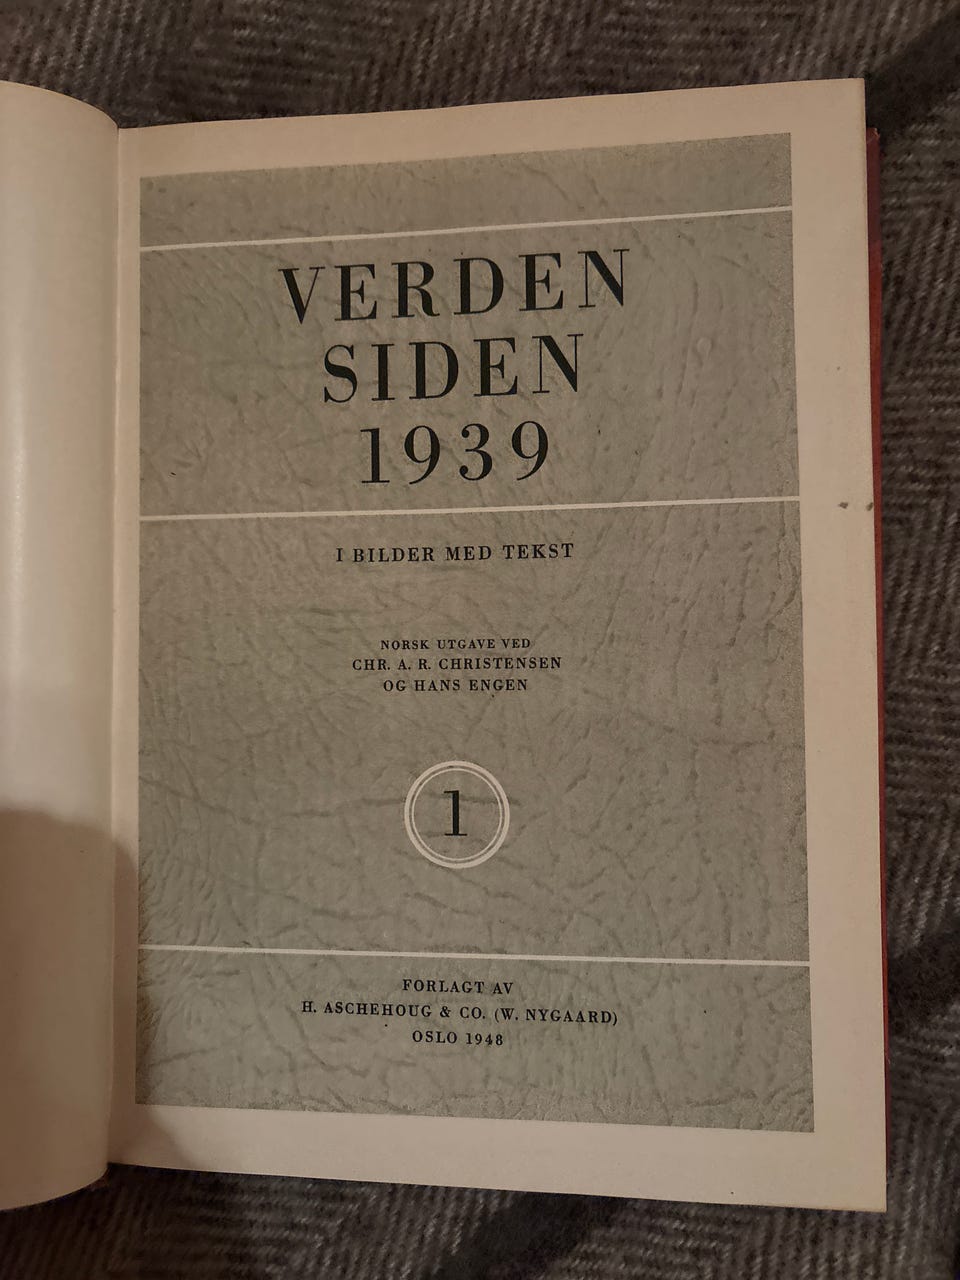 VERDEN
SIDEN
1939
I BILDER MED TEKST
NORSK UTGAVE VED
CHR. A. R. CHRISTENSEN
OG HANS ENGEN
1
FORLAGT AV
H. ASCHEHOUG & CO. (W. NYGAARD)
OSLO 1948